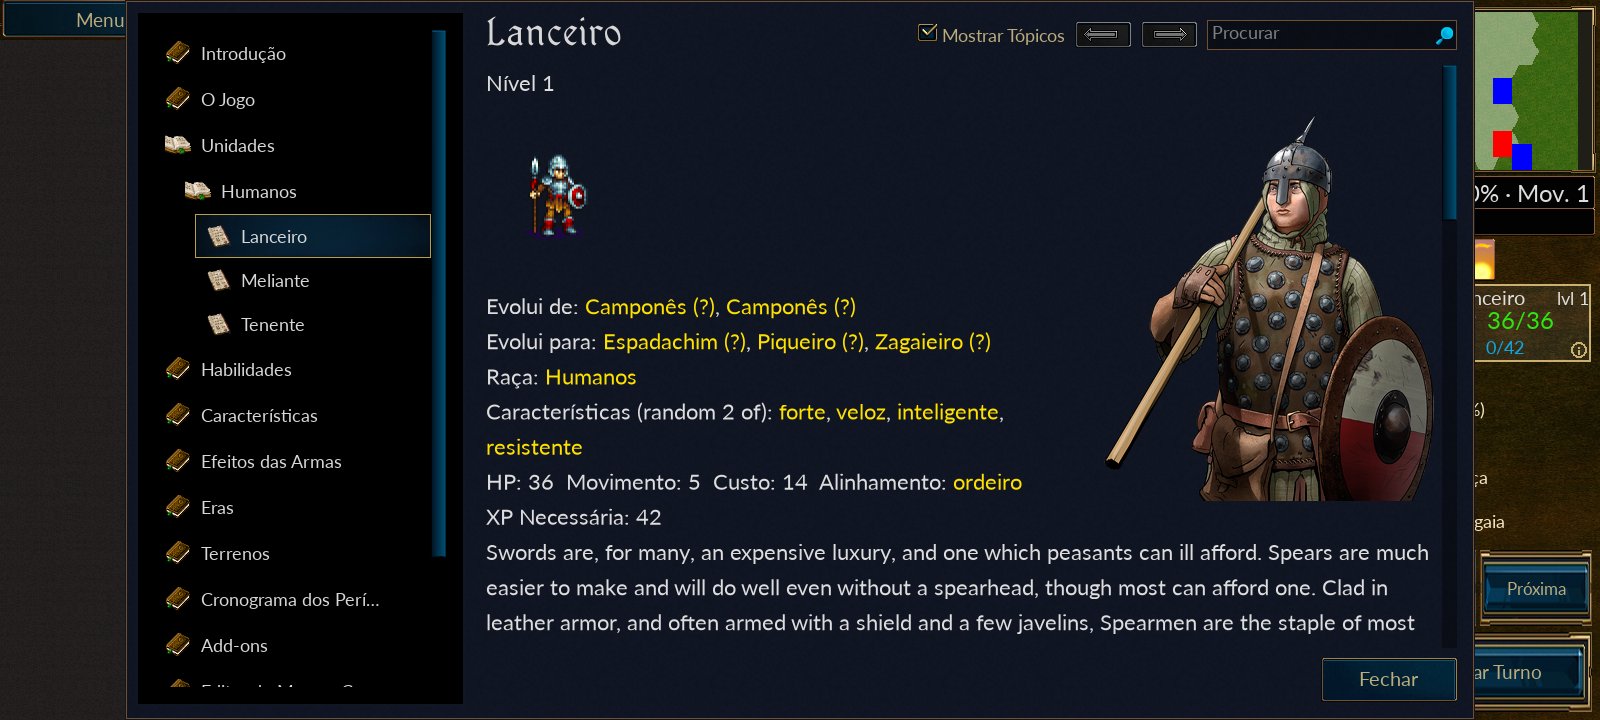 Menu
Introdução
O Jogo
Unidades
Humanos
Lanceiro
Meliante
Tenente
Habilidades
Características
Efeitos das Armas
Eras
Terrenos
Cronograma dos Perí...
Add-ons
Lanceiro
Mostrar Tópicos
Procurar
Nível 1
Evolui de: Camponês (?), Camponês (?)
Evolui para: Espadachim (?), Piqueiro (?), Zagaieiro (?)
Raça: Humanos
Características (random 2 of): forte, veloz, inteligente,
resistente
HP: 36 Movimento: 5 Custo: 14 Alinhamento: ordeiro
XP Necessária: 42
Swords are, for many, an expensive luxury, and one which peasants can ill afford. Spears are much
easier to make and will do well even without a spearhead, though most can afford one. Clad in
leather armor, and often armed with a shield and a few javelins, Spearmen are the staple of most
Fechar
0% · Mov. 1
nceiro lvl 1
36/36
0/42
%)
ça
gaia
Próxima
ar Turno